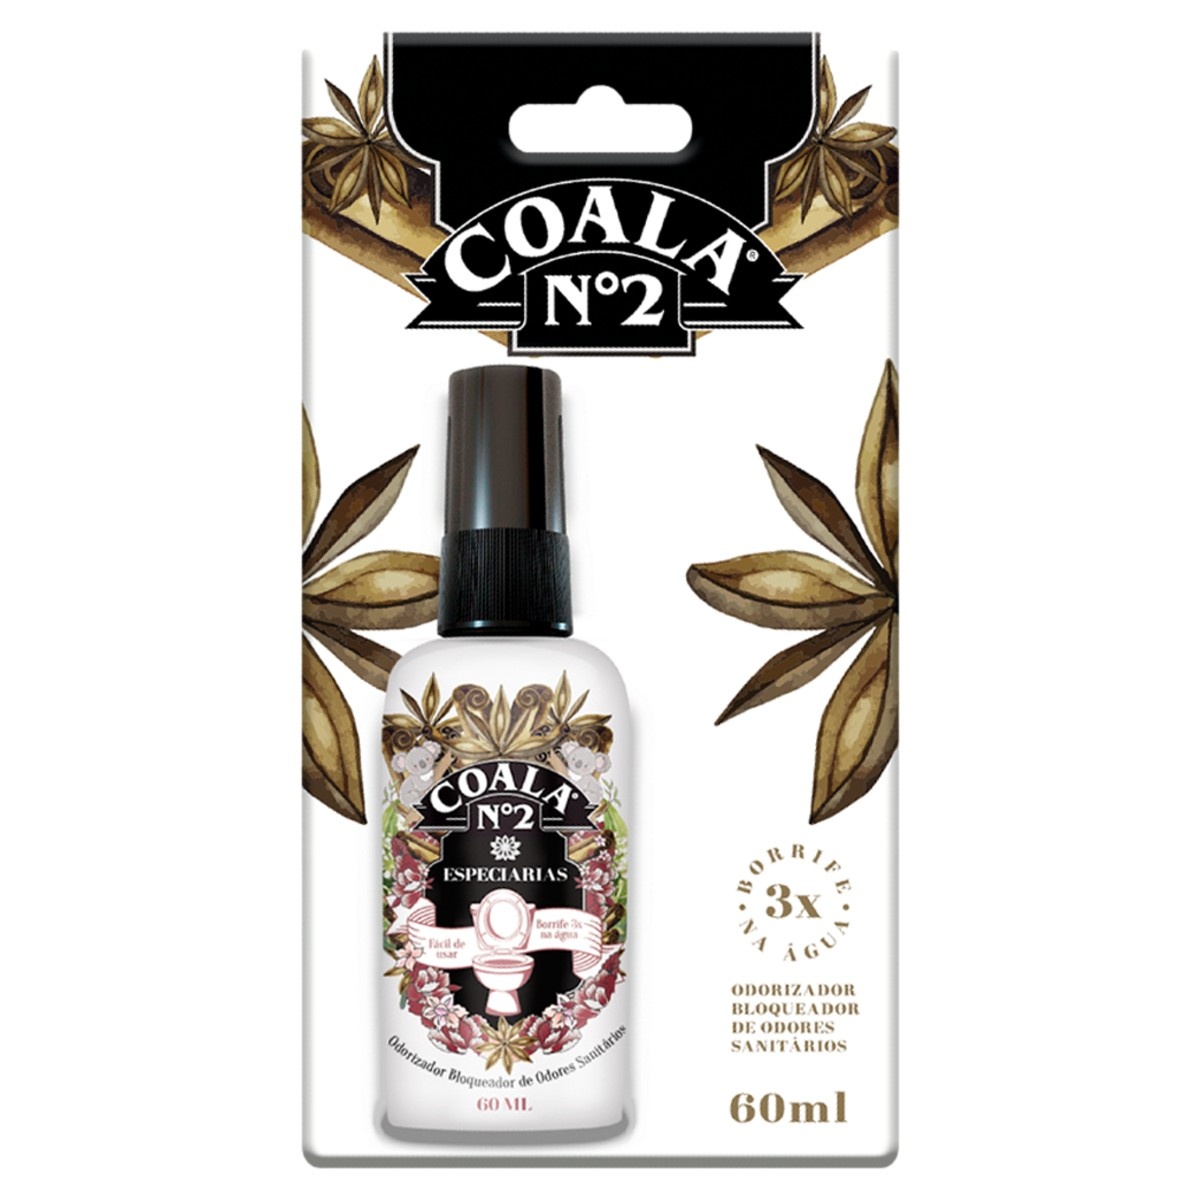 COALA®
Nº2
COALA®
Nº2
ESPECIARIAS
Fácil de
usar
Borrife 3x
na água
Odorizador Bloqueador de Odores Sanitários
60 ML
BORRIFE
3x
NA ÁGUA
ODORIZADOR
BLOQUEADOR
DE ODORES
SANITÁRIOS
60ml